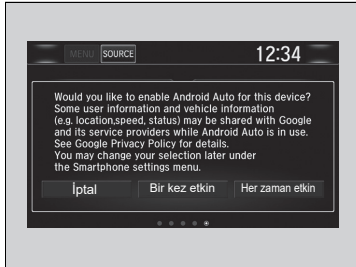 MENU SOURCE 12:34
Would you like to enable Android Auto for this device?
Some user information and vehicle information
(e.g. location,speed, status) may be shared with Google
and its service providers while Android Auto is in use.
See Google Privacy Policy for details.
You may change your selection later under
the Smartphone settings menu.
İptal Bir kez etkin Her zaman etkin